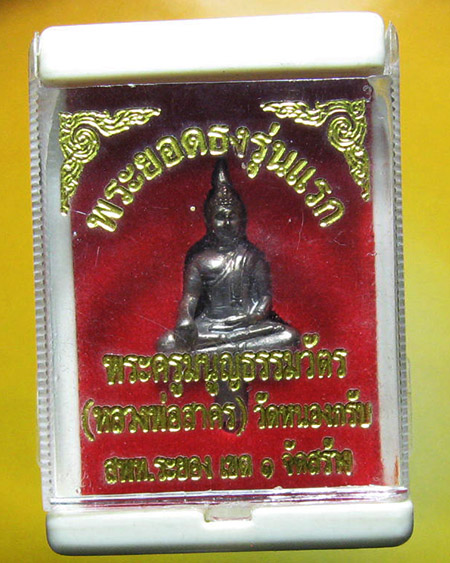 พระยอดธงรุ่นแรก
พระครูมนูญธรรมวัตร
(หลวงพ่อสาคร) วัดหนองกรับ
สพท.ระยอง เขต ๑ จัดสร้าง